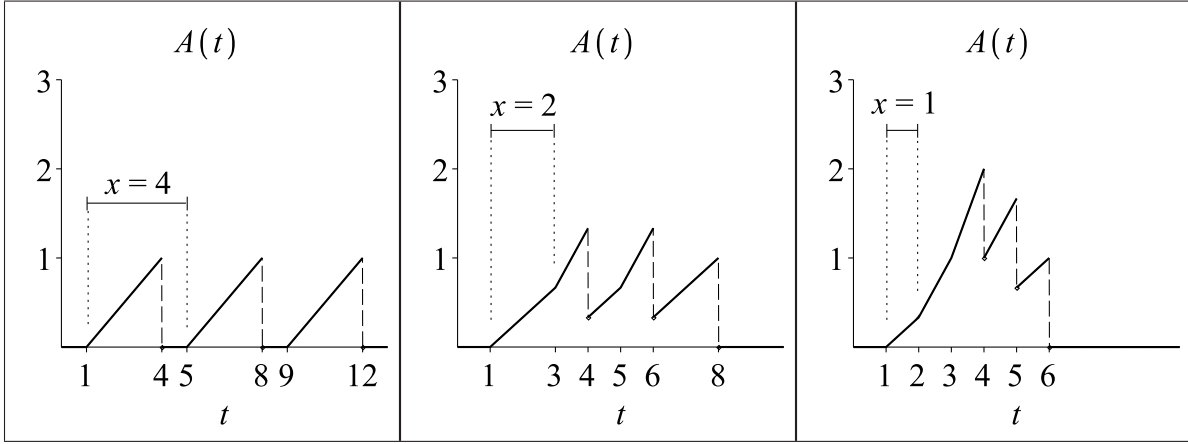 A(t)
3
2
1
x = 4
1 4 5 8 9 12
t
A(t)
3
2
1
x = 2
1 3 4 5 6 8
t
A(t)
3
2
1
x = 1
1 2 3 4 5 6
t